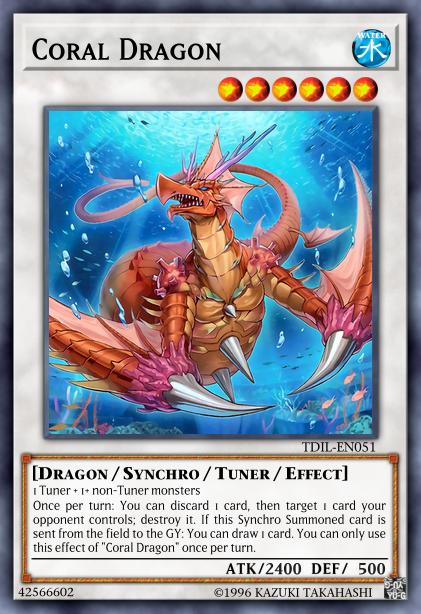 Coral Dragon
WATER
水
TDIL-EN051
[Dragon / Synchro / Tuner / Effect]
1 Tuner + 1+ non-Tuner monsters
Once per turn: You can discard 1 card, then target 1 card your
opponent controls; destroy it. If this Synchro Summoned card is
sent from the field to the GY: You can draw 1 card. You can only use
this effect of "Coral Dragon" once per turn.
ATK/2400 DEF/ 500
42566602
©1996 KAZUKI TAKAHASHI